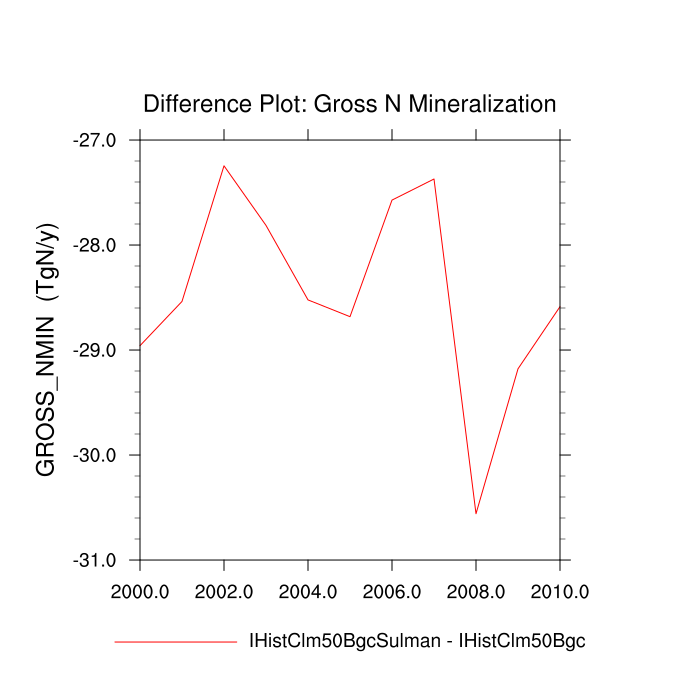 Difference Plot: Gross N Mineralization
GROSS_NMIN (TgN/y)
-27.0
-28.0
-29.0
-30.0
-31.0
2000.0 2002.0 2004.0 2006.0 2008.0 2010.0
IHistClm50BgcSulman - IHistClm50Bgc